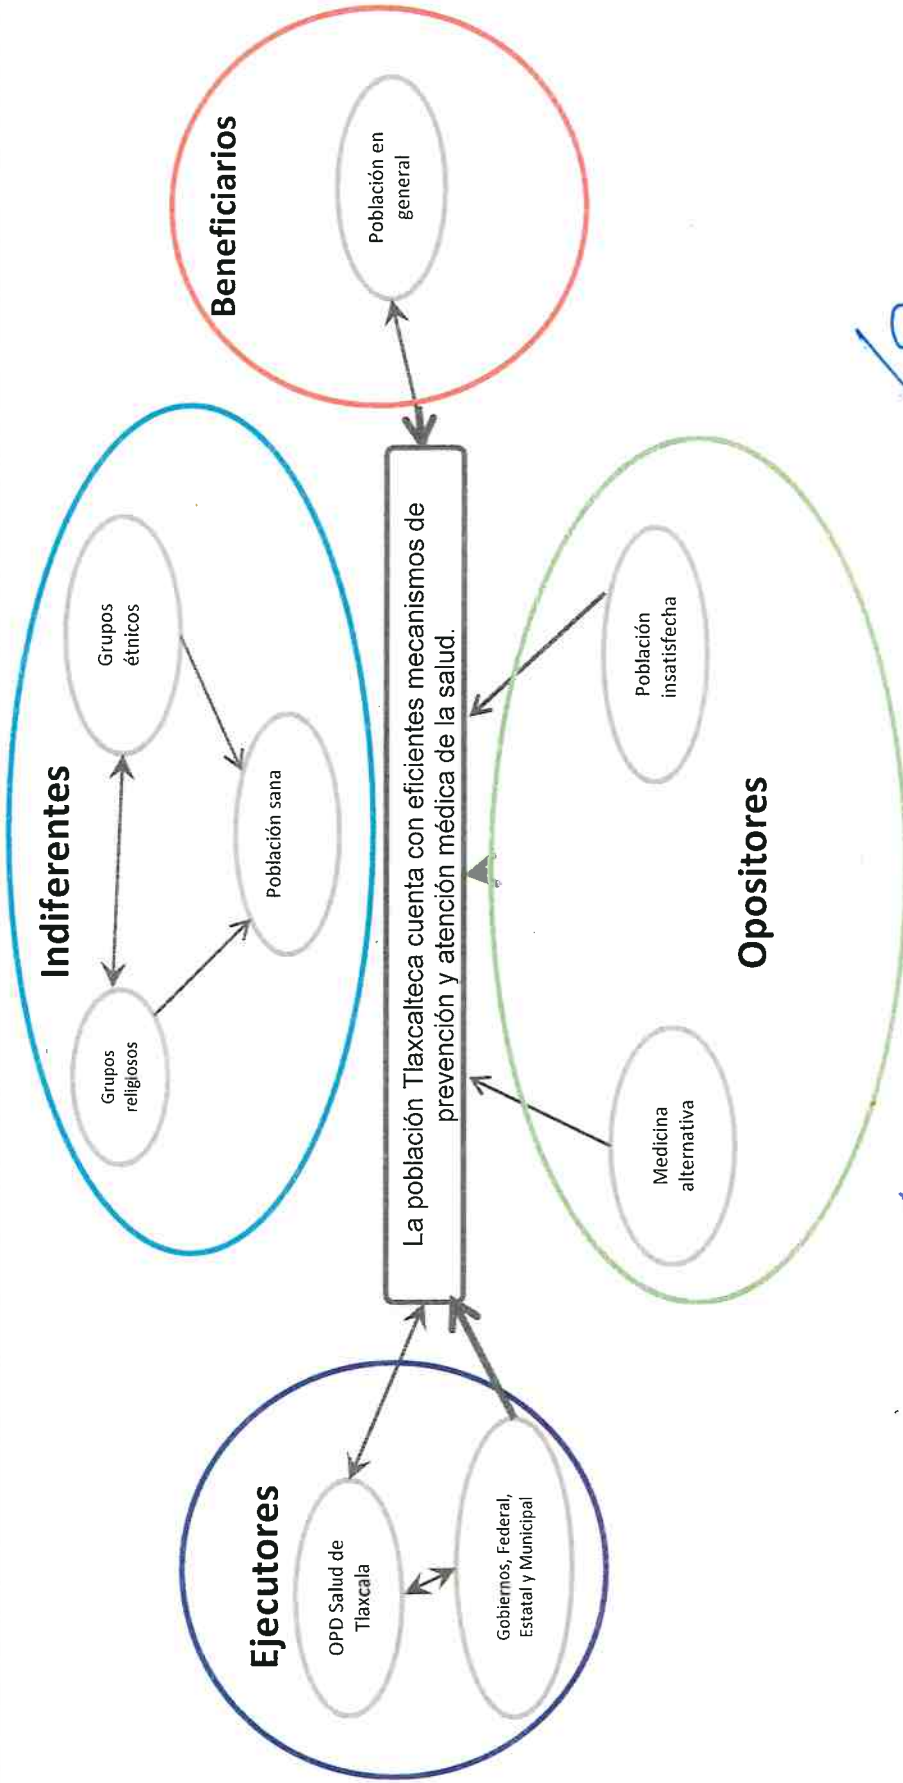 Indiferentes
Grupos
religiosos
Grupos
étnicos
Población sana
Ejecutores
OPD Salud de
Tlaxcala
Gobiernos, Federal,
Estatal y Municipal
La población Tlaxcalteca cuenta con eficientes mecanismos de
prevención y atención médica de la salud.
Beneficiarios
Población en
general
Medicina
alternativa
Población
insatisfecha
Opositores